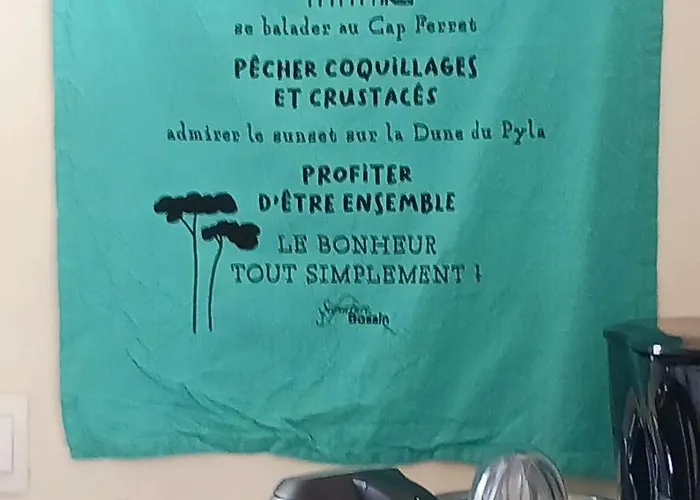 se balader au Cap Ferret
PÊCHER COQUILLAGES
ET CRUSTACÉS
admirer le sunset sur la Dune du Pyla
PROFITER
D'ÊTRE ENSEMBLE
LE BONHEUR
TOUT SIMPLEMENT !
Bassin